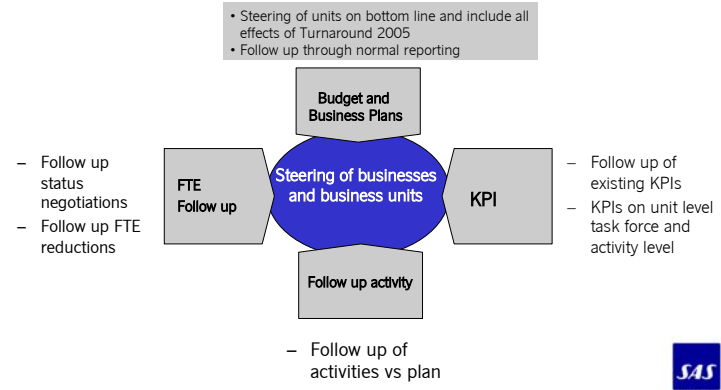 • Steering of units on bottom line and include all
effects of Turnaround 2005
• Follow up through normal reporting
Budget and
Business Plans
– Follow up
status
negotiations
– Follow up FTE
reductions
FTE
Follow up
Steering of businesses
and business units
KPI
– Follow up of
existing KPIs
– KPIs on unit level
task force and
activity level
Follow up activity
– Follow up of
activities vs plan
SAS